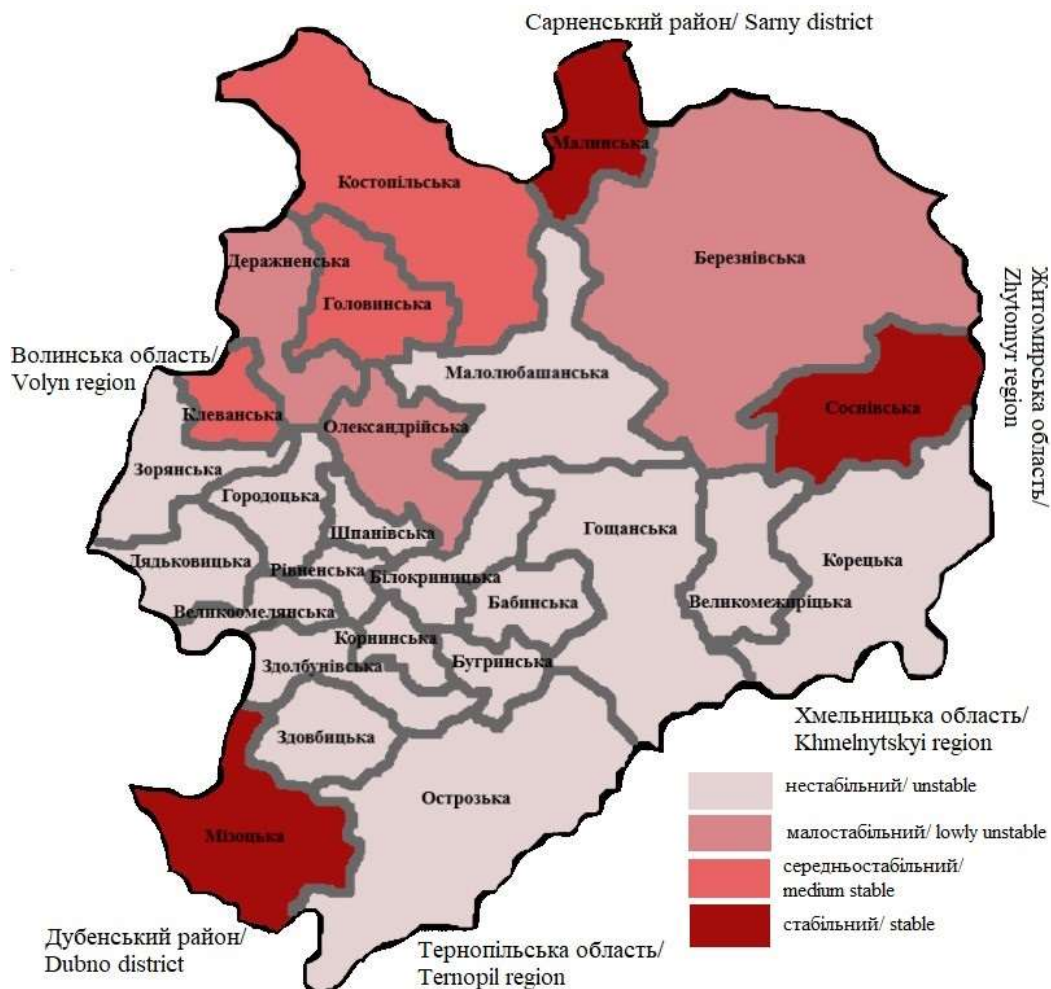 Сарненський район/ Sarny district
Малинська
Костопільська
Березнівська
Деражненська
Головинська
Житомирська область/
Zhytomyr region
Волинська область/
Volyn region
Малолюбашанська
Клеванська
Олександрійська
Соснівська
Зорянська
Городоцька
Шпанівська
Гощанська
Корецька
Дядьковицька
Рівненська
Білокриницька
Бабинська
Великомежиріцька
Великоомелянська
Корнинська
Бугринська
Здолбунівська
Здовбицька
Хмельницька область/
Khmelnytskyi region
Острозька
Мізоцька
нестабільний/ unstable
малостабільний/ lowly unstable
середньостабільний/
medium stable
стабільний/ stable
Дубенський район/
Dubno district
Тернопільська область/
Ternopil region